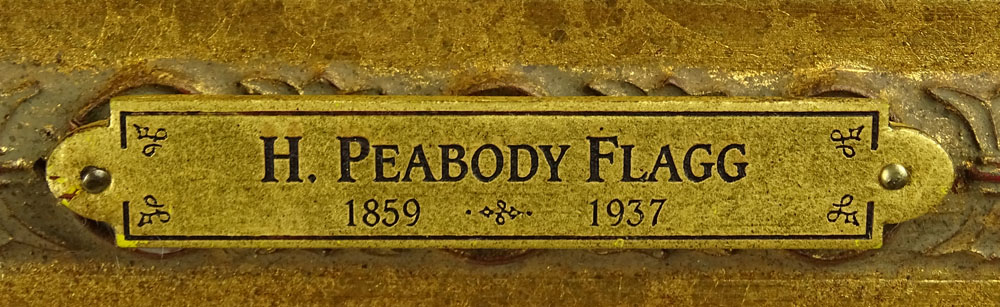 H. PEABODY FLAGG
1859 1937